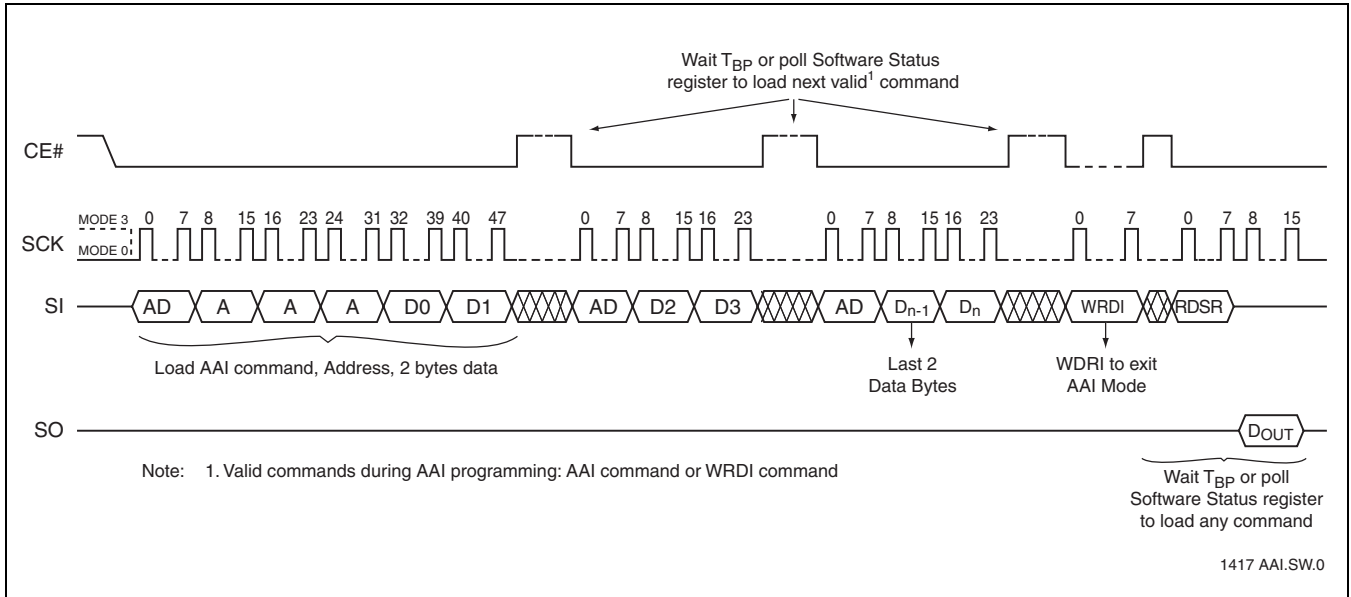 Wait TBP or poll Software Status
register to load next valid1 command
CE#
MODE 3 0 7 8 15 16 23 24 31 32 39 40 47 0 7 8 15 16 23 0 7 8 15 16 23 0 7 0 7 8 15
SCK
MODE 0
SI AD A A A D0 D1 AD D2 D3 AD Dn-1 Dn WRDI RDSR
Load AAI command, Address, 2 bytes data
Last 2
Data Bytes
WDRI to exit
AAI Mode
SO DOUT
Note: 1. Valid commands during AAI programming: AAI command or WRDI command
Wait TBP or poll
Software Status register
to load any command
1417 AAI.SW.0